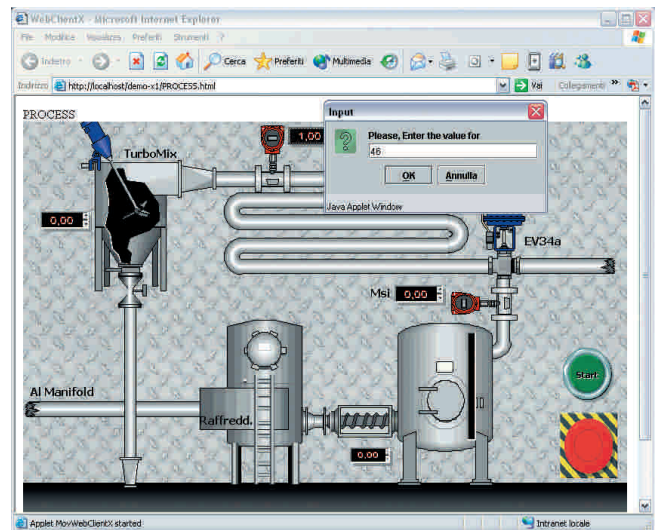 WebClientX - Microsoft Internet Explorer
File Modifica Visualizza Preferiti Strumenti ?
Indietro Cerca Preferiti Multimedia
Indirizzo http://localhost/demo-x1/PROCESS.html Vai Collegamenti »
PROCESS
Input
Please, Enter the value for
46
OK Annulla
Java Applet Window
1,00
TurboMix
0,00
EV34a
Msi 0,00
Start
Al Manifold
Raffredd.
0,00
Applet MovWebClientX started
Intranet locale